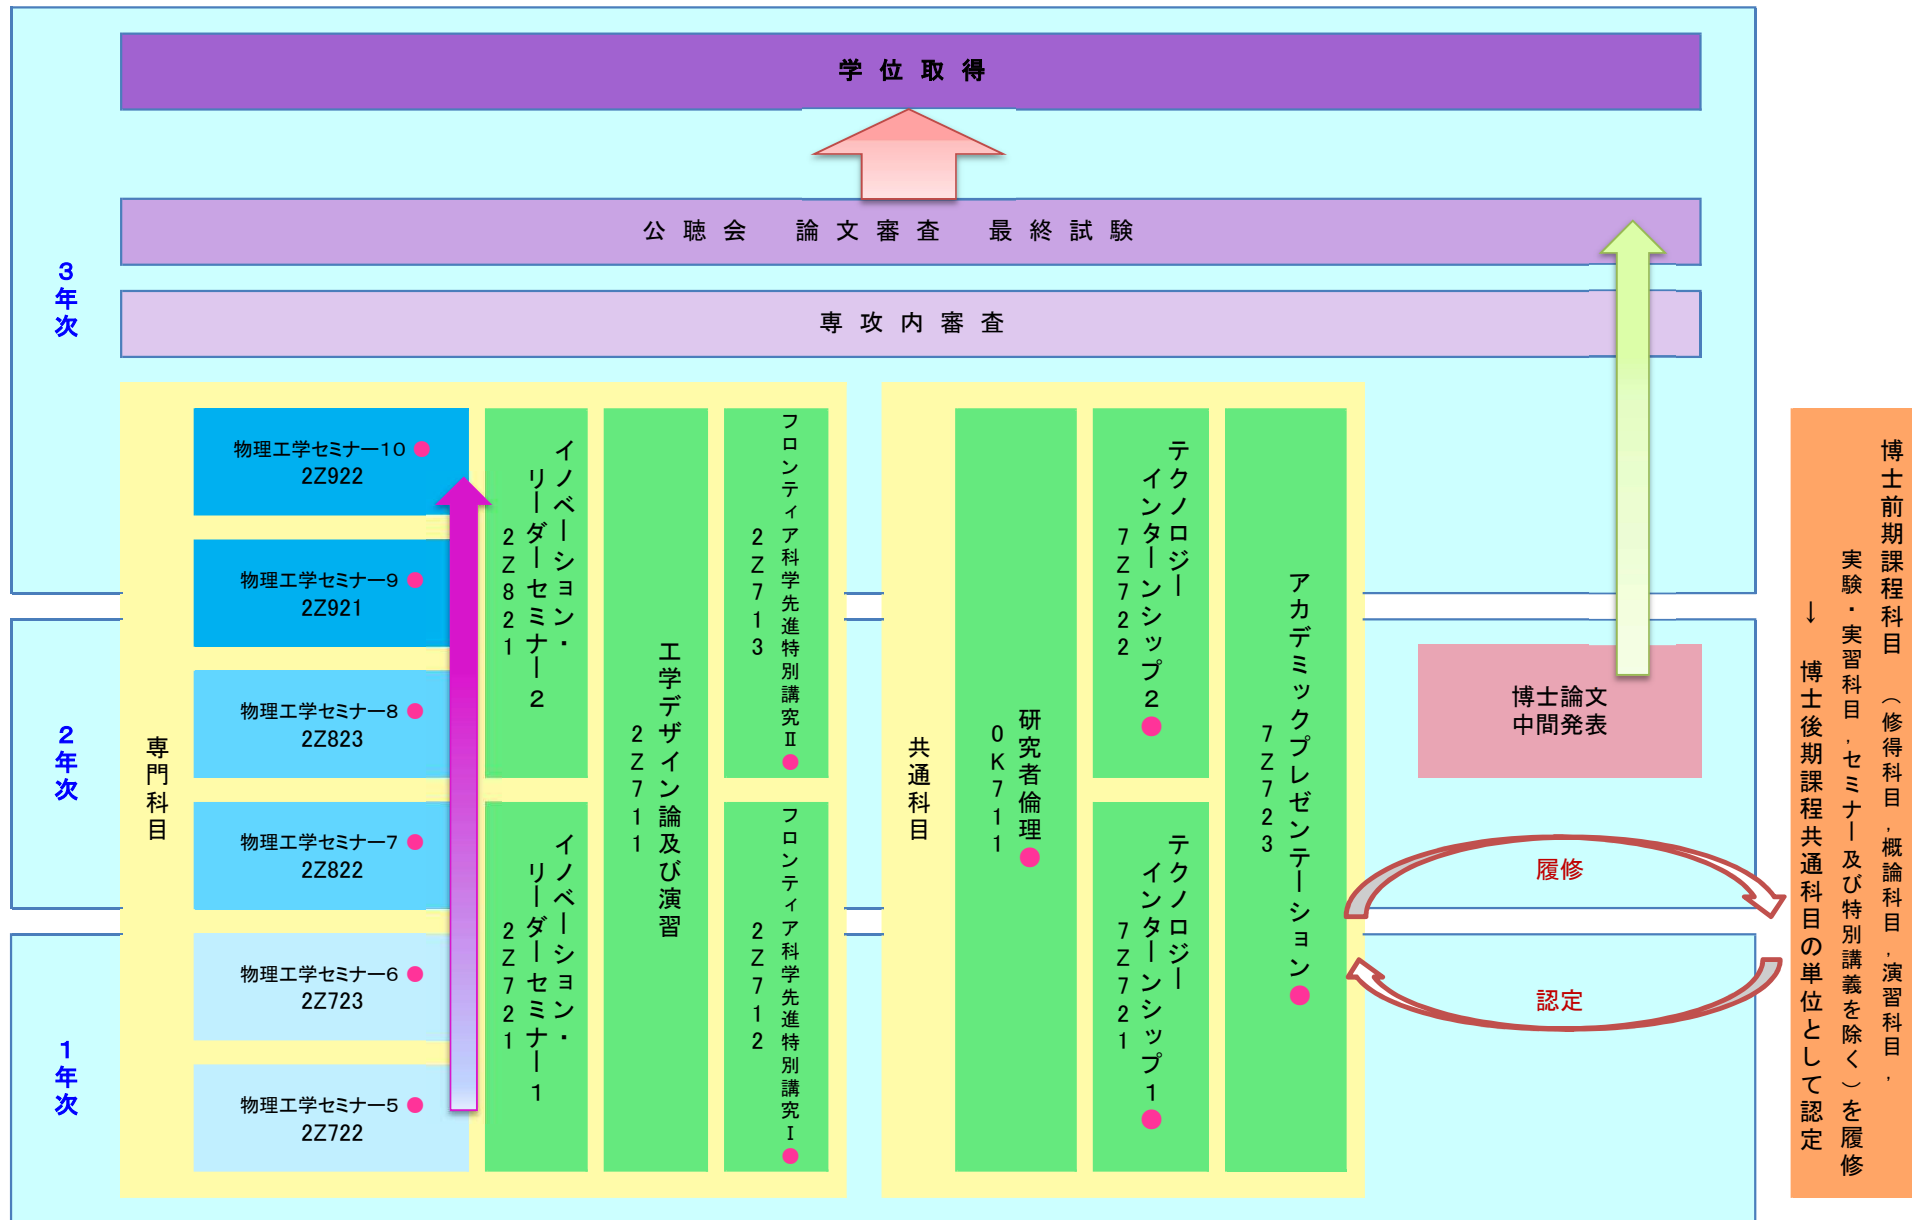 学位取得
公聴会　論文審査　最終試験
専攻内審査
3年次
2年次
1年次
専門科目
物理工学セミナー10●
2Z922
物理工学セミナー9●
2Z921
物理工学セミナー8●
2Z823
物理工学セミナー7●
2Z822
物理工学セミナー6●
2Z723
物理工学セミナー5●
2Z722
イノベーション・
リーダーセミナー2
2Z821
イノベーション・
リーダーセミナー1
2Z721
工学デザイン論及び演習
2Z711
フロンティア科学先進特別講究Ⅱ●
2Z713
フロンティア科学先進特別講究Ⅰ●
2Z712
共通科目
研究者倫理●
0K711
テクノロジー
インターンシップ2●
7Z722
テクノロジー
インターンシップ1●
7Z721
アカデミックプレゼンテーション●
7Z723
博士論文
中間発表
履修
認定
博士前期課程科目　（修得科目，概論科目，演習科目，
実験・実習科目，セミナー及び特別講義を除く）を履修
→　博士後期課程共通科目の単位として認定